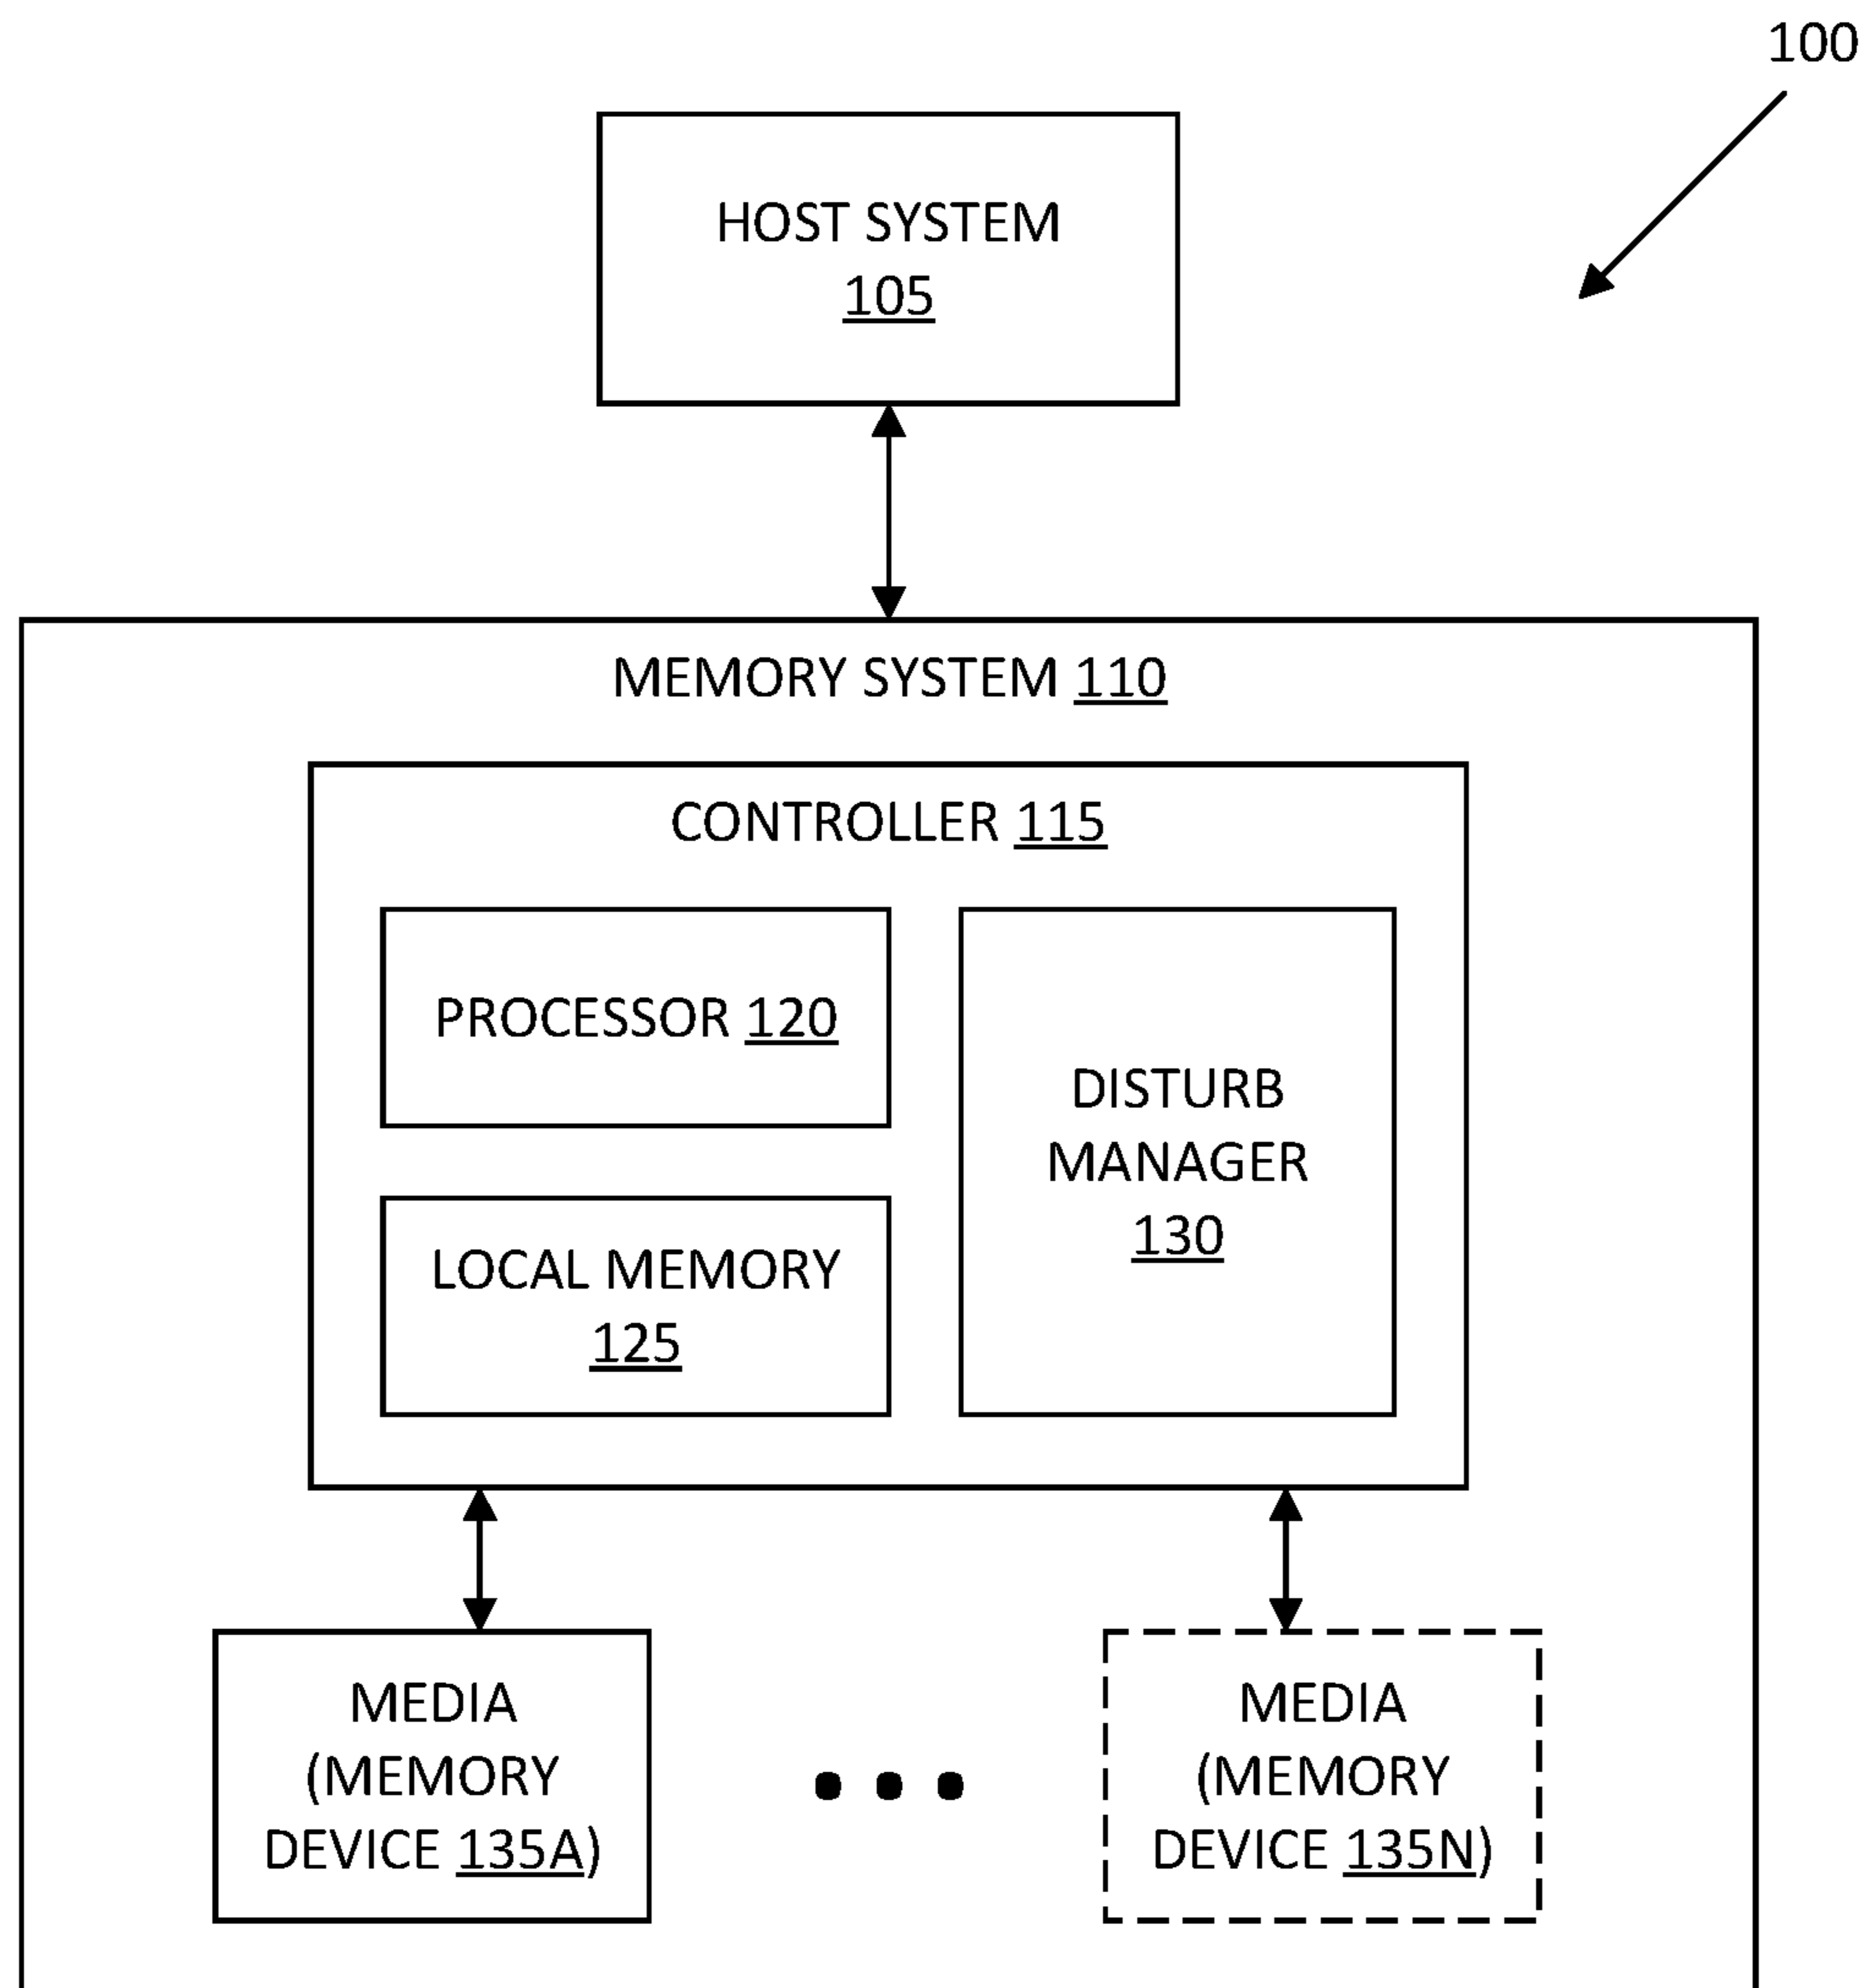 100
HOST SYSTEM
105
MEMORY SYSTEM 110
CONTROLLER 115
PROCESSOR 120
LOCAL MEMORY
125
DISTURB
MANAGER
130
MEDIA
(MEMORY
DEVICE 135A)
MEDIA
(MEMORY
DEVICE 135N)